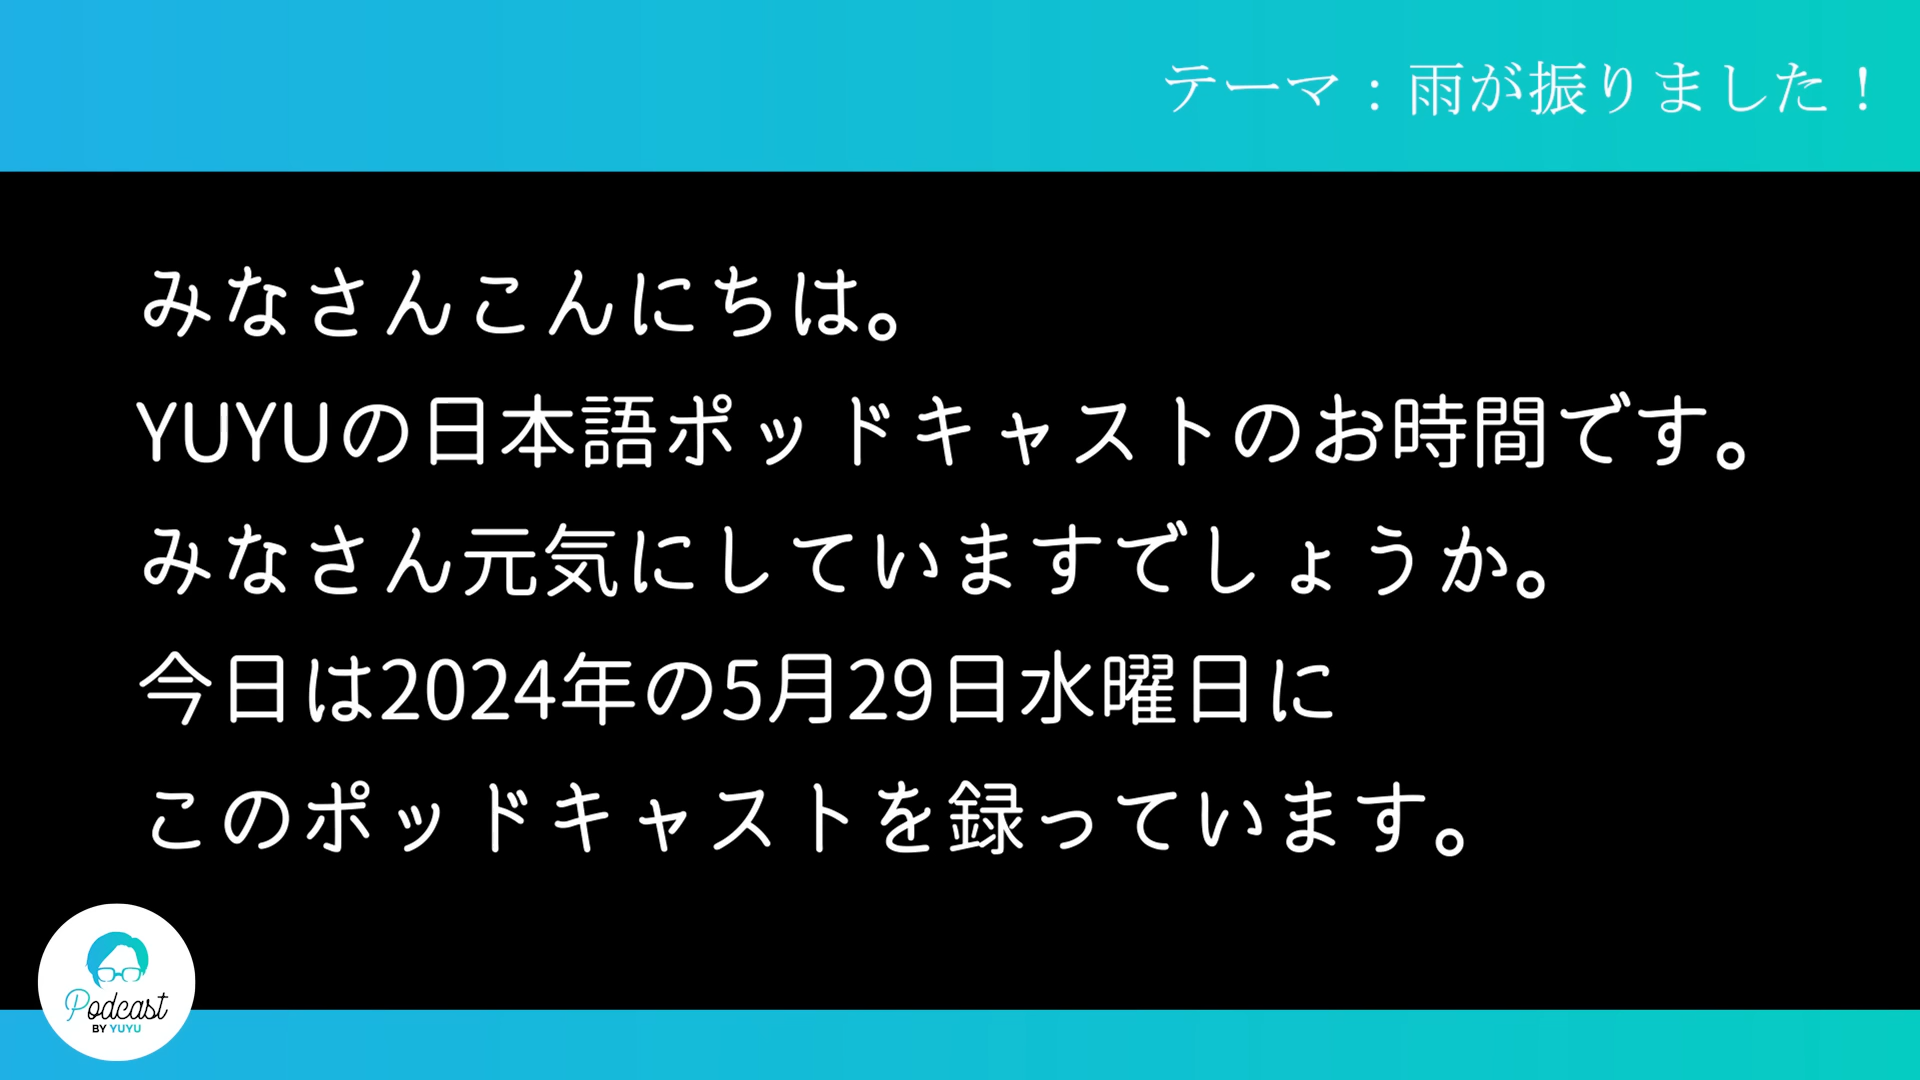 テーマ：雨が振りました！
みなさんこんにちは。
YUYUの日本語ポッドキャストのお時間です。
みなさん元気にしていますでしょうか。
今日は2024年の5月29日水曜日に
このポッドキャストを録っています。
Podcast
BY YUYU